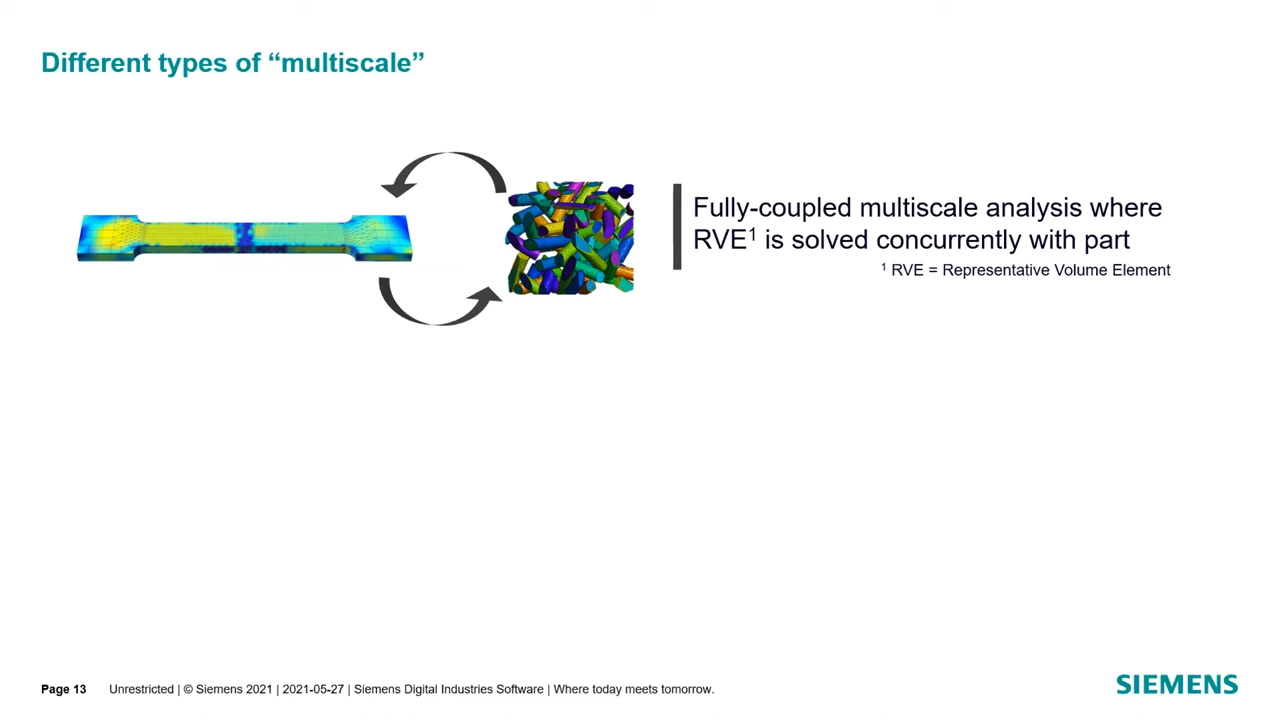 Different types of “multiscale”
Fully-coupled multiscale analysis where
RVE¹ is solved concurrently with part
¹ RVE = Representative Volume Element
Page 13 Unrestricted | © Siemens 2021 | 2021-05-27 | Siemens Digital Industries Software | Where today meets tomorrow.
SIEMENS